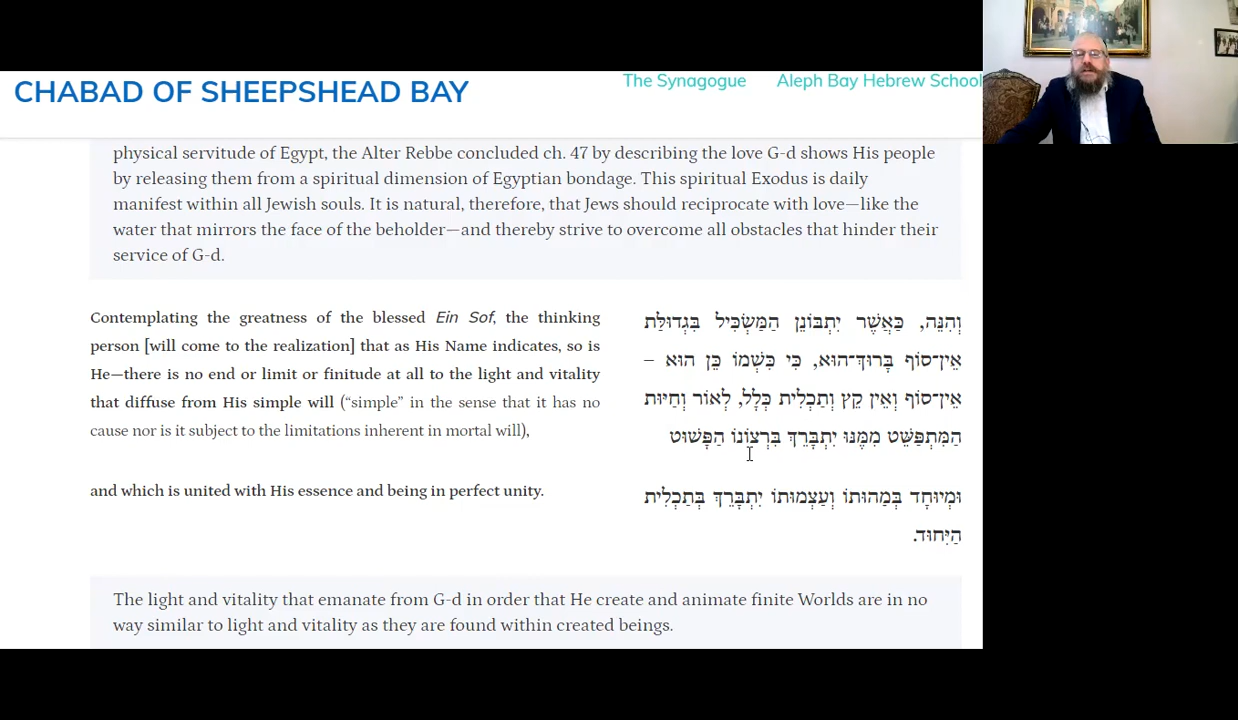 CHABAD OF SHEEPSHEAD BAY
The Synagogue Aleph Bay Hebrew School
physical servitude of Egypt, the Alter Rebbe concluded ch. 47 by describing the love G-d shows His people
by releasing them from a spiritual dimension of Egyptian bondage. This spiritual Exodus is daily
manifest within all Jewish souls. It is natural, therefore, that Jews should reciprocate with love—like the
water that mirrors the face of the beholder—and thereby strive to overcome all obstacles that hinder their
service of G-d.
Contemplating the greatness of the blessed Ein Sof, the thinking
person [will come to the realization] that as His Name indicates, so is
He—there is no end or limit or finitude at all to the light and vitality
that diffuse from His simple will (“simple” in the sense that it has no
cause nor is it subject to the limitations inherent in mortal will),
וְהִנֵּה, כַּאֲשֶׁר יִתְבּוֹנֵן הַמַּשְׂכִּיל בִּגְדוּלַּת
אֵין־סוֹף בָּרוּךְ־הוּא, כִּי כִּשְׁמוֹ כֵּן הוּא –
אֵין־סוֹף וְאֵין קֵץ וְתַכְלִית כְּלָל, לְאוֹר וְחַיּוּת
הַמִּתְפַּשֵּׁט מִמֶּנּוּ יִתְבָּרֵךְ בִּרְצוֹנוֹ הַפָּשׁוּט
and which is united with His essence and being in perfect unity.
וּמְיוּחָד בְּמַהוּתוֹ וְעַצְמוּתוֹ יִתְבָּרֵךְ בְּתַכְלִית
הַיִּחוּד.
The light and vitality that emanate from G-d in order that He create and animate finite Worlds are in no
way similar to light and vitality as they are found within created beings.